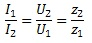 I₁/I₂ = U₂/U₁ = z₂/z₁